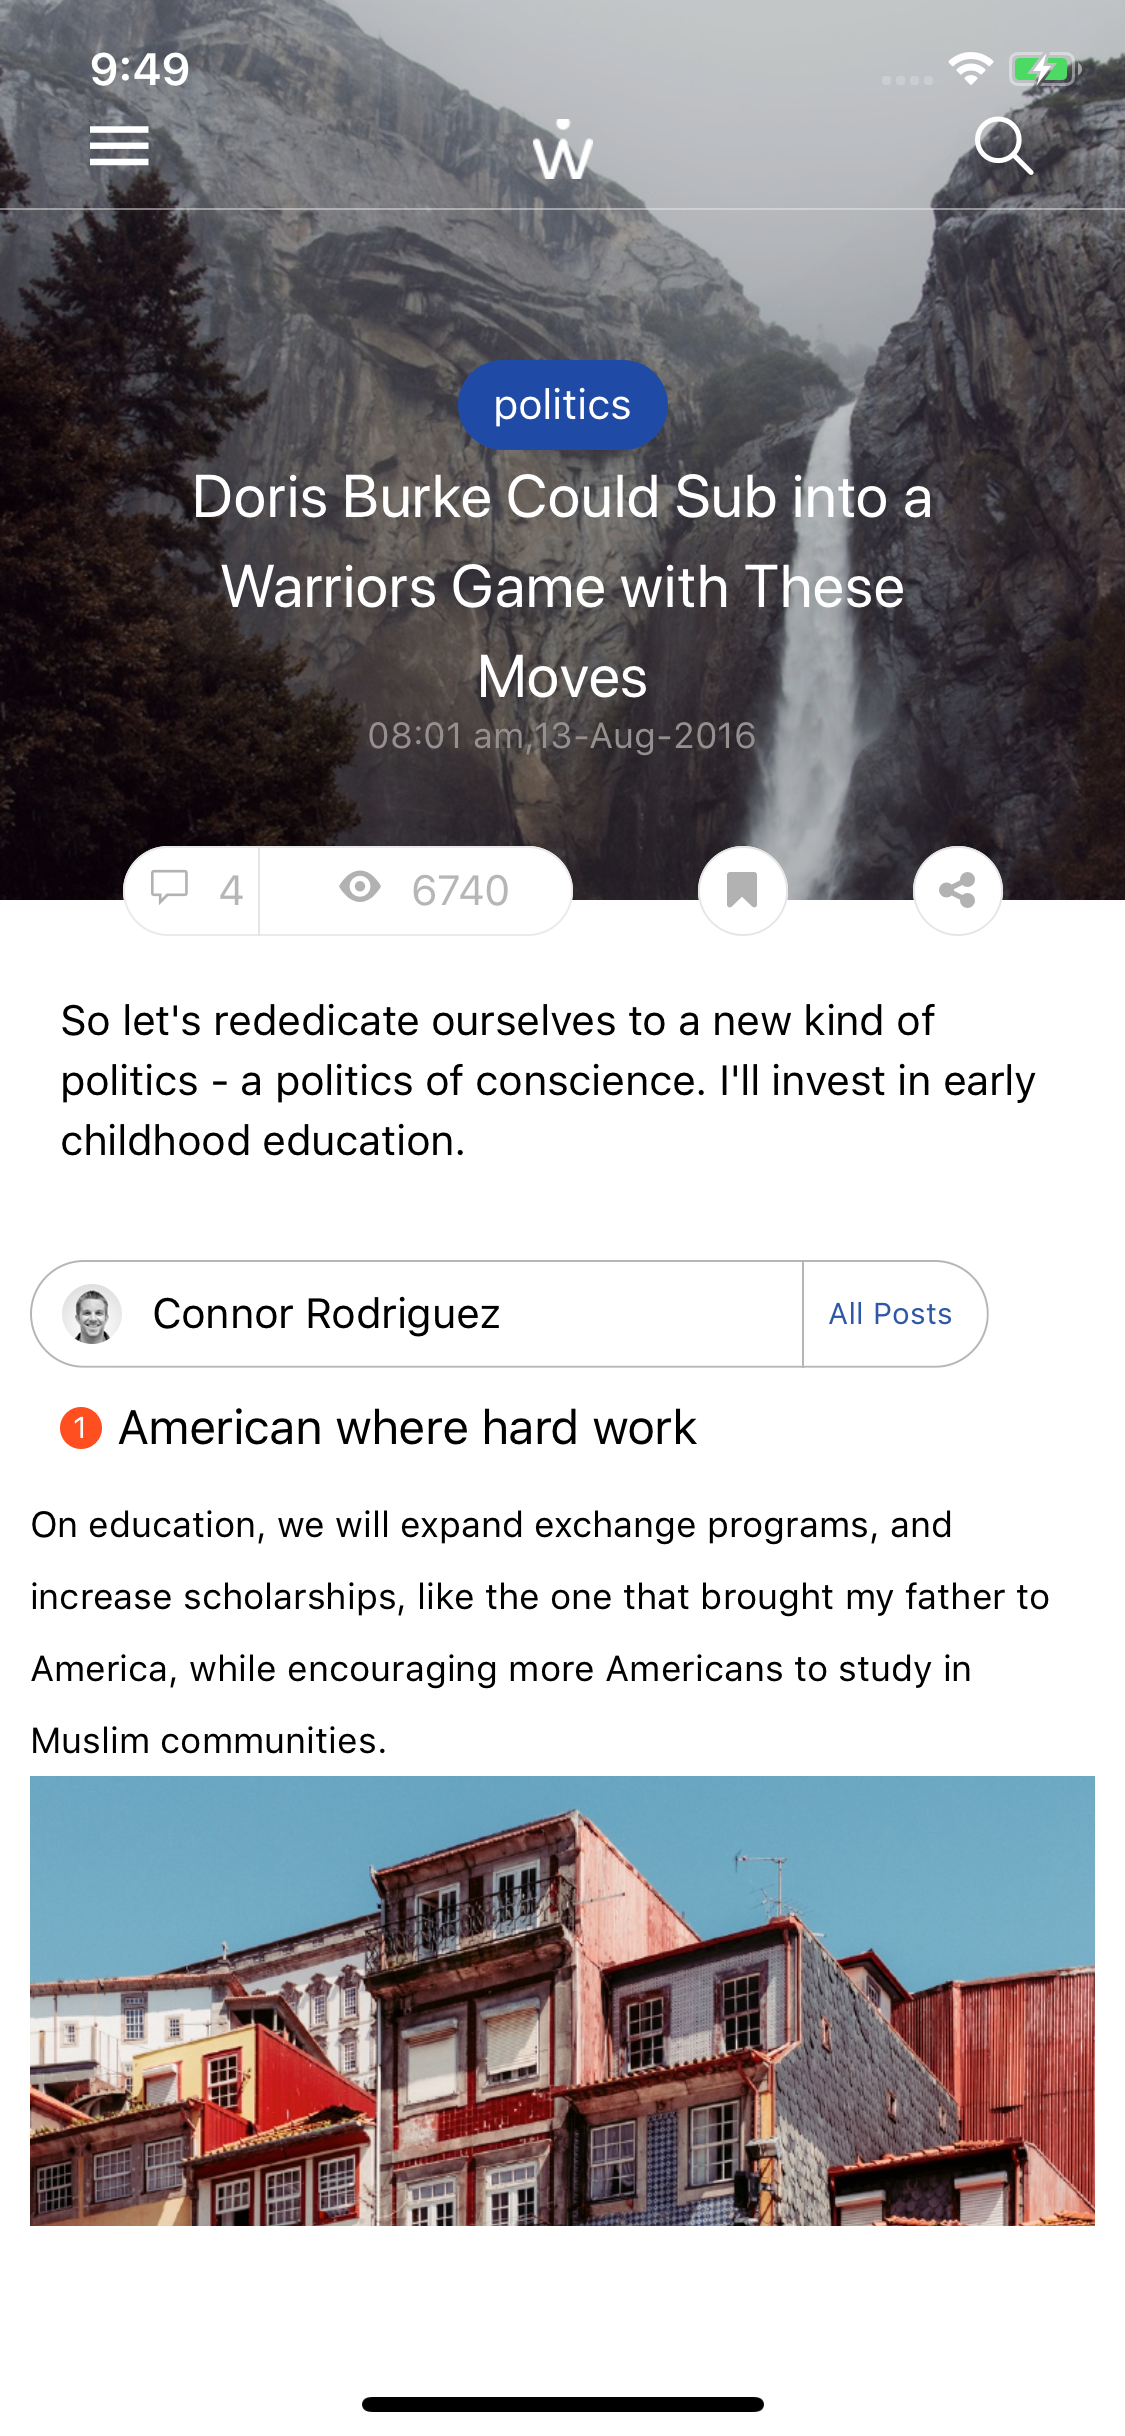 9:49
w
politics
Doris Burke Could Sub into a
Warriors Game with These
Moves
08:01 am,13-Aug-2016
4
6740
So let's rededicate ourselves to a new kind of
politics - a politics of conscience. I'll invest in early
childhood education.
Connor Rodriguez
All Posts
1 American where hard work
On education, we will expand exchange programs, and
increase scholarships, like the one that brought my father to
America, while encouraging more Americans to study in
Muslim communities.